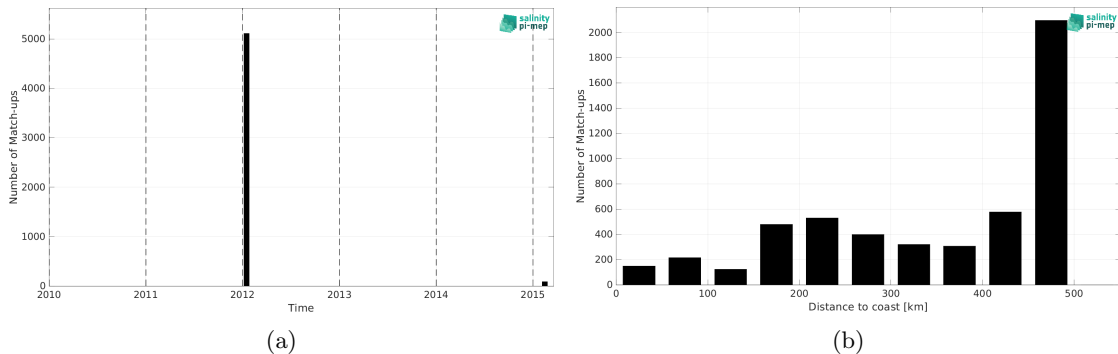 salinity
pi-mep
Number of Match-ups
5000
4000
3000
2000
1000
0
2010
2011
2012
2013
2014
2015
Time
(a)
salinity
pi-mep
Number of Match-ups
2000
1800
1600
1400
1200
1000
800
600
400
200
0
0
100
200
300
400
500
Distance to coast [km]
(b)